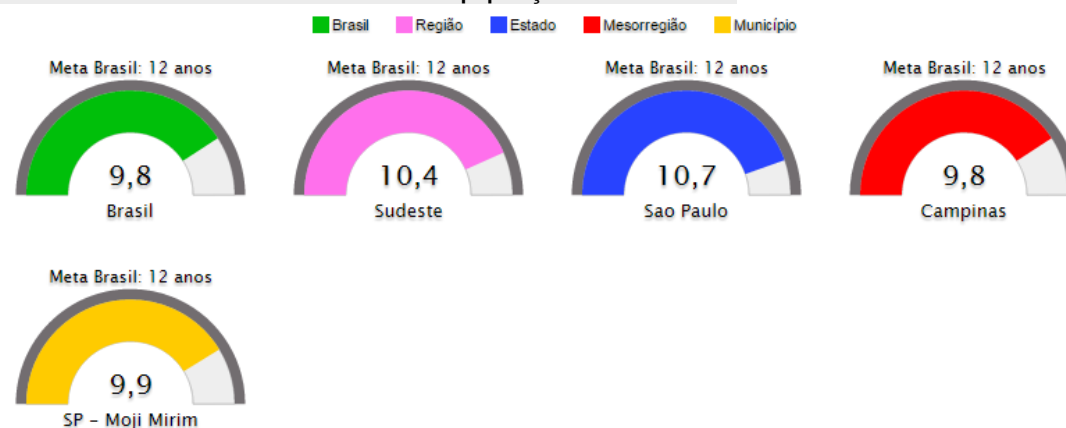 Brasil Região Estado Mesorregião Município
Meta Brasil: 12 anos
9,8
Brasil
Meta Brasil: 12 anos
10,4
Sudeste
Meta Brasil: 12 anos
10,7
Sao Paulo
Meta Brasil: 12 anos
9,8
Campinas
Meta Brasil: 12 anos
9,9
SP – Moji Mirim